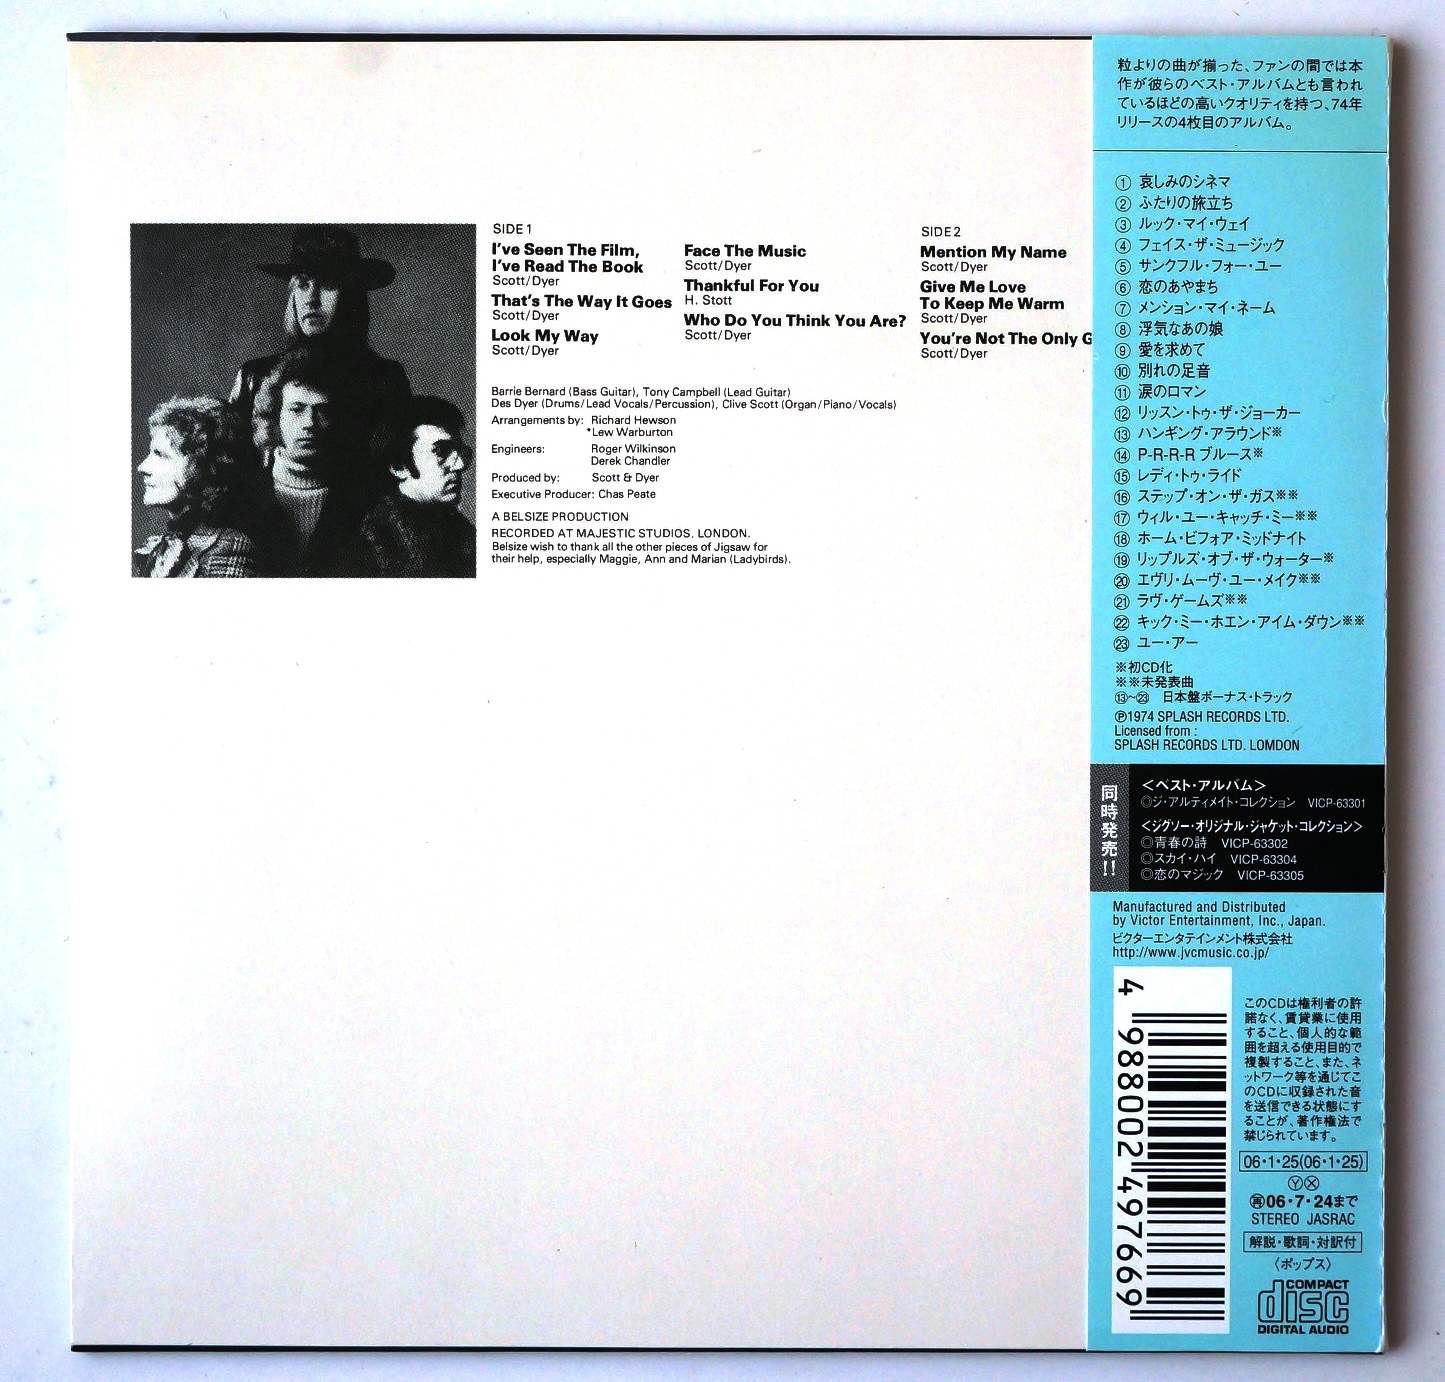 SIDE 1
I've Seen The Film,
I've Read The Book
Scott/Dyer
That's The Way It Goes
Scott/Dyer
Look My Way
Scott/Dyer
Face The Music
Scott/Dyer
Thankful For You
H. Stott
Who Do You Think You Are?
Scott/Dyer
SIDE 2
Mention My Name
Scott/Dyer
Give Me Love
To Keep Me Warm
Scott/Dyer
You're Not The Only G
Scott/Dyer
Barrie Bernard (Bass Guitar), Tony Campbell (Lead Guitar)
Des Dyer (Drums/Lead Vocals/Percussion), Clive Scott (Organ/Piano/Vocals)
Arrangements by: Richard Hewson
*Lew Warburton
Engineers: Roger Wilkinson
Derek Chandler
Produced by: Scott & Dyer
Executive Producer: Chas Peate
A BELSIZE PRODUCTION
RECORDED AT MAJESTIC STUDIOS. LONDON.
Belsize wish to thank all the other pieces of Jigsaw for
their help, especially Maggie, Ann and Marian (Ladybirds).
粒よりの曲が揃った、ファンの間では本
作が彼らのベスト・アルバムとも言われ
ているほどの高いクオリティを持つ、74年
リリースの4枚目のアルバム。
① 哀しみのシネマ
② ふたりの旅立ち
③ ルック・マイ・ウェイ
④ フェイス・ザ・ミュージック
⑤ サンクフル・フォー・ユー
⑥ 恋のあやまち
⑦ メンション・マイ・ネーム
⑧ 浮気なあの娘
⑨ 愛を求めて
⑩ 別れの足音
⑪ 涙のロマン
⑫ リッスン・トゥ・ザ・ジョーカー
⑬ ハンギング・アラウンド※
⑭ P-R-R-R ブルース※
⑮ レディ・トゥ・ライド
⑯ ステップ・オン・ザ・ガス※※
⑰ ウィル・ユー・キャッチ・ミー※※
⑱ ホーム・ビフォア・ミッドナイト
⑲ リップルズ・オブ・ザ・ウォーター※
⑳ エヴリ・ムーヴ・ユー・メイク※※
㉑ ラヴ・ゲームズ※※
㉒ キック・ミー・ホエン・アイム・ダウン※※
㉓ ユー・アー
※初CD化
※※未発表曲
⑬~㉓ 日本盤ボーナス・トラック
℗1974 SPLASH RECORDS LTD.
Licensed from :
SPLASH RECORDS LTD. LOMDON
同時発売!!
<ベスト・アルバム>
◎ジ・アルティメイト・コレクション VICP-63301
<ジグソー・オリジナル・ジャケット・コレクション>
◎青春の詩 VICP-63302
◎スカイ・ハイ VICP-63304
◎恋のマジック VICP-63305
Manufactured and Distributed
by Victor Entertainment, Inc., Japan.
ビクターエンタテインメント株式会社
http://www.jvcmusic.co.jp/
4 988002 497669
このCDは権利者の許
諾なく、賃貸業に使用
すること、個人的な範
囲を超える使用目的で
複製すること、また、ネ
ットワーク等を通じてこ
のCDに収録された音
を送信できる状態にす
ることが、著作権法で
禁じられています。
06・1・25(06・1・25)
ⓎⓍ
㊢06・7・24まで
STEREO JASRAC
解説・歌詞・対訳付
〈ポップス〉
COMPACT
disc
DIGITAL AUDIO